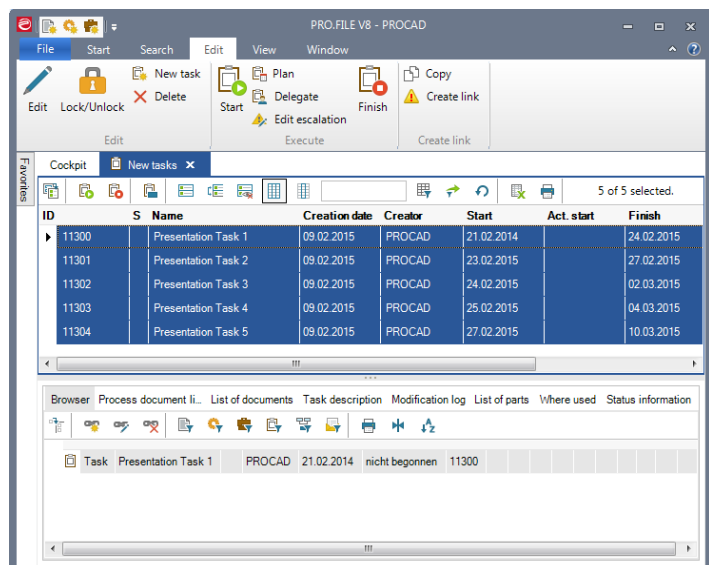 PRO.FILE V8 - PROCAD
File Start Search Edit View Window
Edit Lock/Unlock New task Delete Start Plan Delegate Edit escalation Finish Copy Create link
Edit Execute Create link
Favorites
Cockpit New tasks
5 of 5 selected.
ID S Name Creation date Creator Start Act. start Finish
11300 Presentation Task 1 09.02.2015 PROCAD 21.02.2014 24.02.2015
11301 Presentation Task 2 09.02.2015 PROCAD 23.02.2015 27.02.2015
11302 Presentation Task 3 09.02.2015 PROCAD 24.02.2015 02.03.2015
11303 Presentation Task 4 09.02.2015 PROCAD 25.02.2015 04.03.2015
11304 Presentation Task 5 09.02.2015 PROCAD 27.02.2015 10.03.2015
Browser Process document li... List of documents Task description Modification log List of parts Where used Status information
Task Presentation Task 1 PROCAD 21.02.2014 nicht begonnen 11300